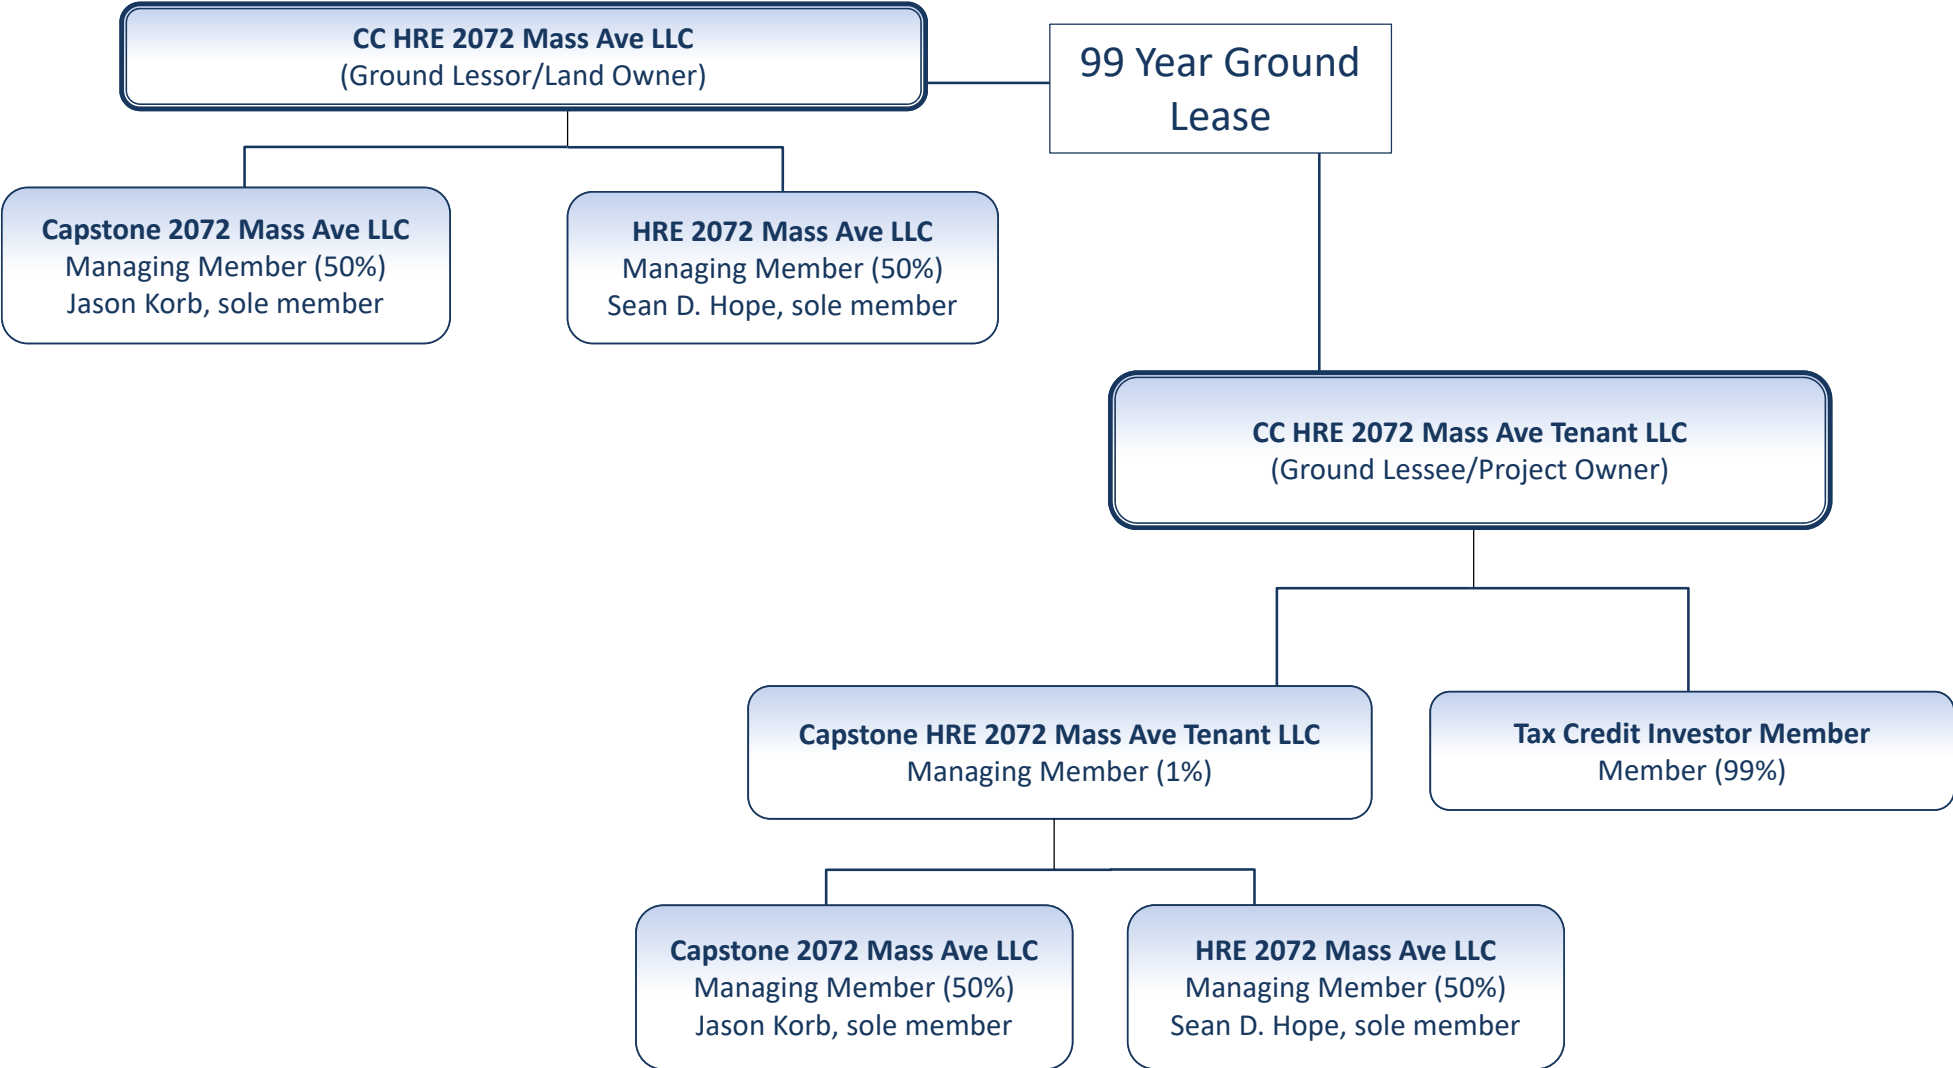 CC HRE 2072 Mass Ave LLC
(Ground Lessor/Land Owner)
99 Year Ground
Lease
Capstone 2072 Mass Ave LLC
Managing Member (50%)
Jason Korb, sole member
HRE 2072 Mass Ave LLC
Managing Member (50%)
Sean D. Hope, sole member
CC HRE 2072 Mass Ave Tenant LLC
(Ground Lessee/Project Owner)
Capstone HRE 2072 Mass Ave Tenant LLC
Managing Member (1%)
Tax Credit Investor Member
Member (99%)
Capstone 2072 Mass Ave LLC
Managing Member (50%)
Jason Korb, sole member
HRE 2072 Mass Ave LLC
Managing Member (50%)
Sean D. Hope, sole member